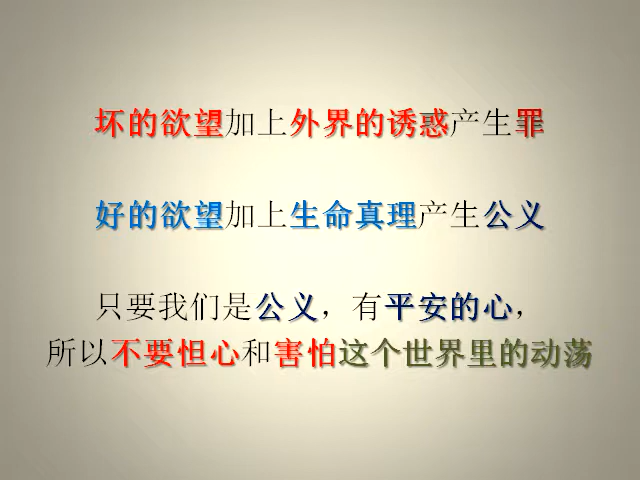 坏的欲望加上外界的诱惑产生罪
好的欲望加上生命真理产生公义
只要我们是公义，有平安的心，
所以不要怛心和害怕这个世界里的动荡